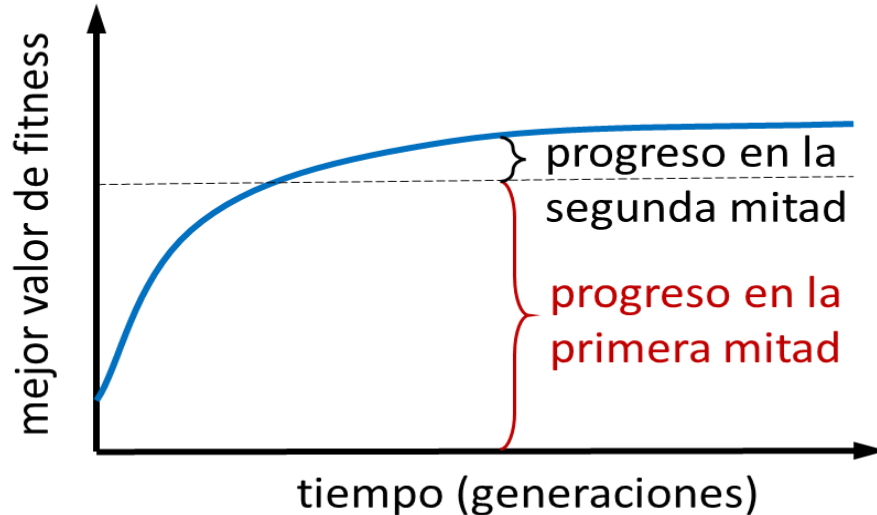 mejor valor de fitness
progreso en la
segunda mitad
progreso en la
primera mitad
tiempo (generaciones)